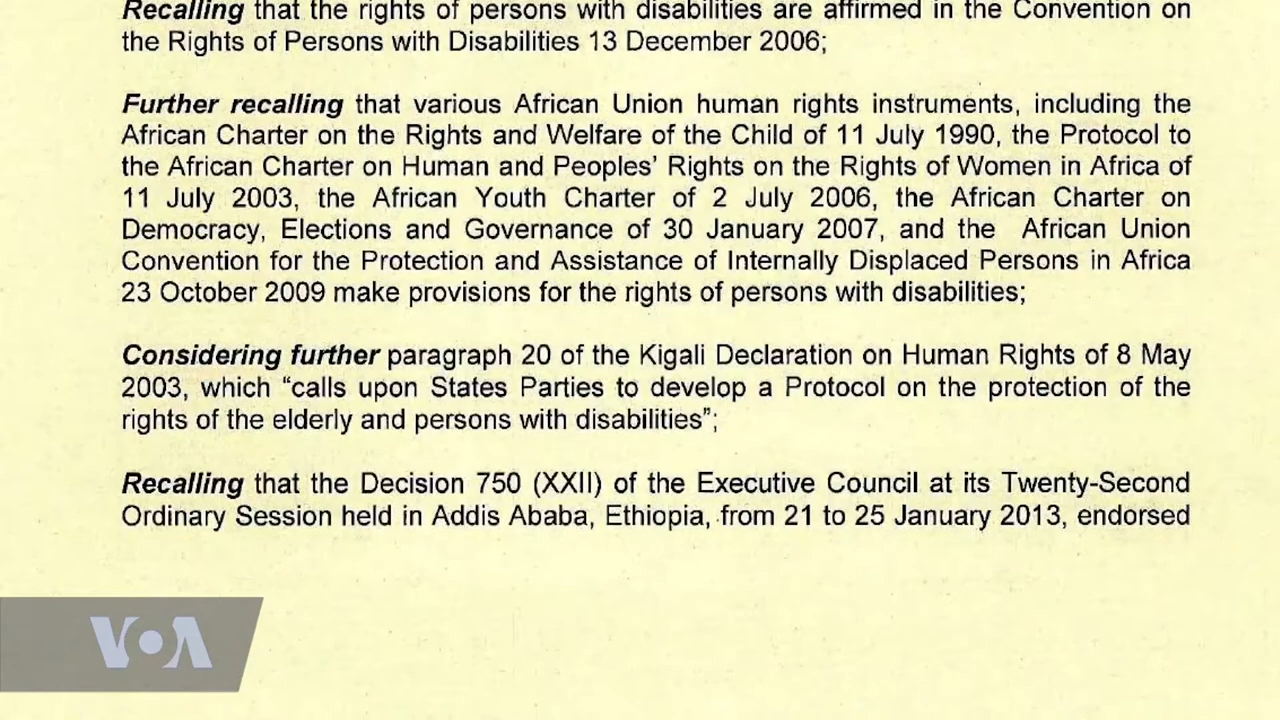 Recalling that the rights of persons with disabilities are affirmed in the Convention on
the Rights of Persons with Disabilities 13 December 2006;
Further recalling that various African Union human rights instruments, including the
African Charter on the Rights and Welfare of the Child of 11 July 1990, the Protocol to
the African Charter on Human and Peoples' Rights on the Rights of Women in Africa of
11 July 2003, the African Youth Charter of 2 July 2006, the African Charter on
Democracy, Elections and Governance of 30 January 2007, and the African Union
Convention for the Protection and Assistance of Internally Displaced Persons in Africa
23 October 2009 make provisions for the rights of persons with disabilities;
Considering further paragraph 20 of the Kigali Declaration on Human Rights of 8 May
2003, which “calls upon States Parties to develop a Protocol on the protection of the
rights of the elderly and persons with disabilities”;
Recalling that the Decision 750 (XXII) of the Executive Council at its Twenty-Second
Ordinary Session held in Addis Ababa, Ethiopia, from 21 to 25 January 2013, endorsed
VOA